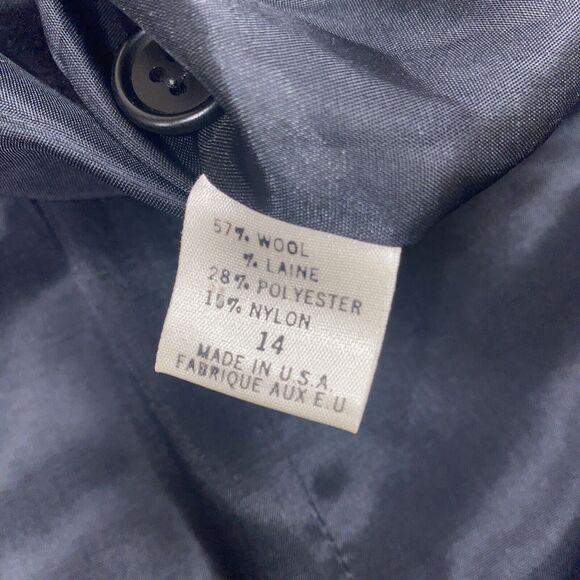 57% WOOL
% LAINE
28% POLYESTER
15% NYLON
14
MADE IN U.S.A.
FABRIQUE AUX E.U